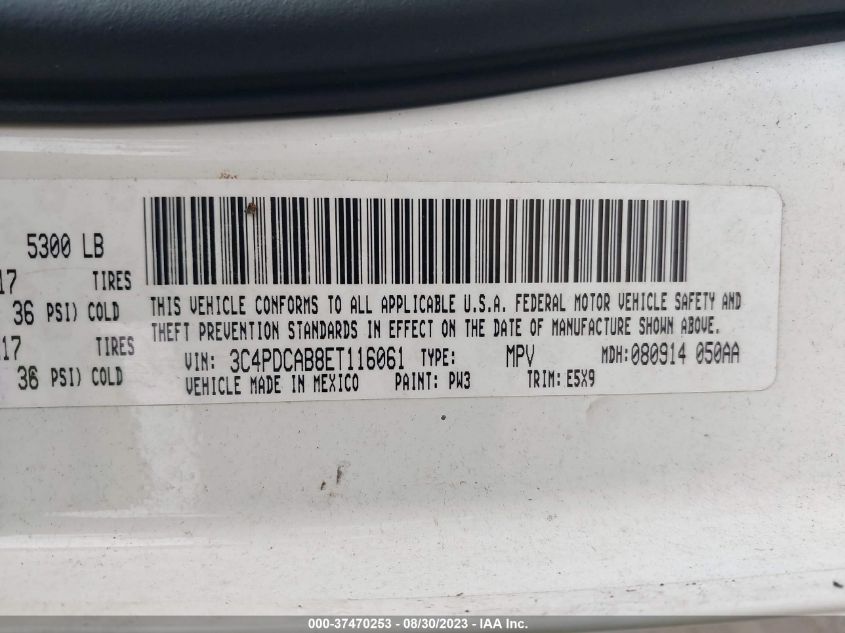 5300 LB
17 TIRES
36 PSI) COLD
17 TIRES
36 PSI) COLD
THIS VEHICLE CONFORMS TO ALL APPLICABLE U.S.A. FEDERAL MOTOR VEHICLE SAFETY AND
THEFT PREVENTION STANDARDS IN EFFECT ON THE DATE OF MANUFACTURE SHOWN ABOVE.
VIN: 3C4PDCAB8ET116061 TYPE: MPV MDH:080914 050AA
VEHICLE MADE IN MEXICO PAINT: PW3 TRIM:E5X9
000-37470253 - 08/30/2023 - IAA Inc.